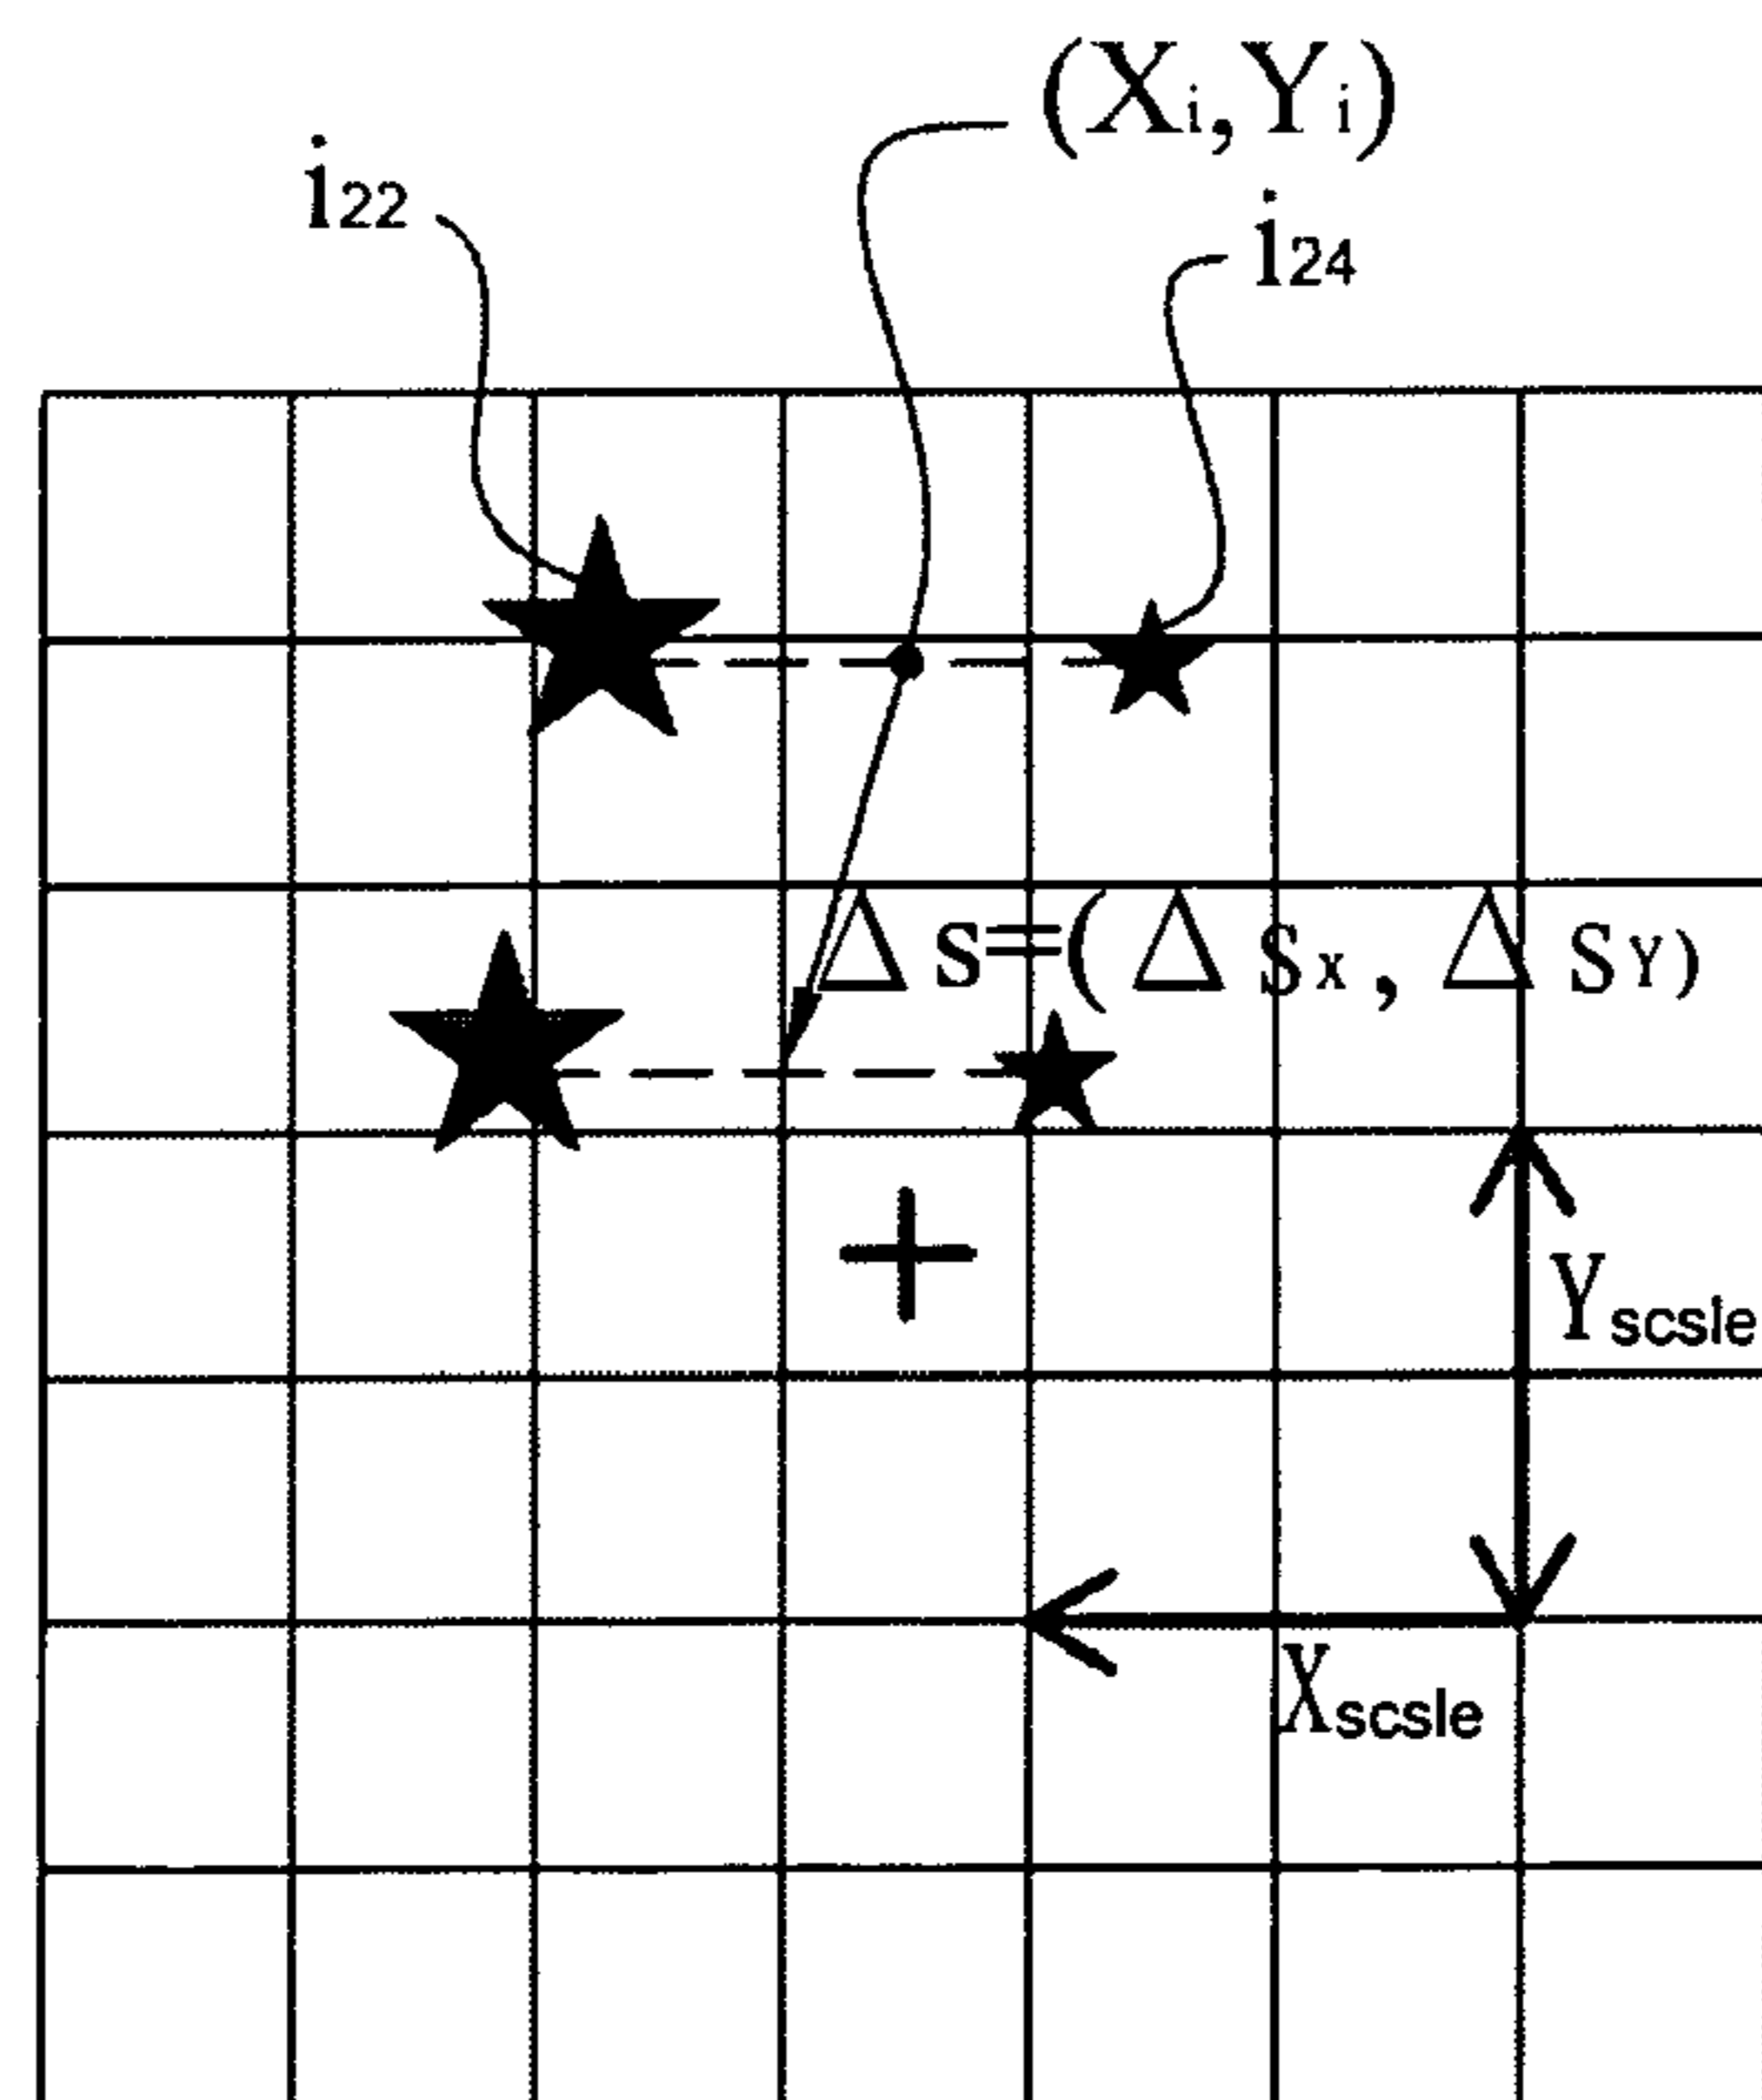 (Xi,Yi)
i22
i24
Δs=(Δsx,ΔsY)
Yscsle
Xscsle